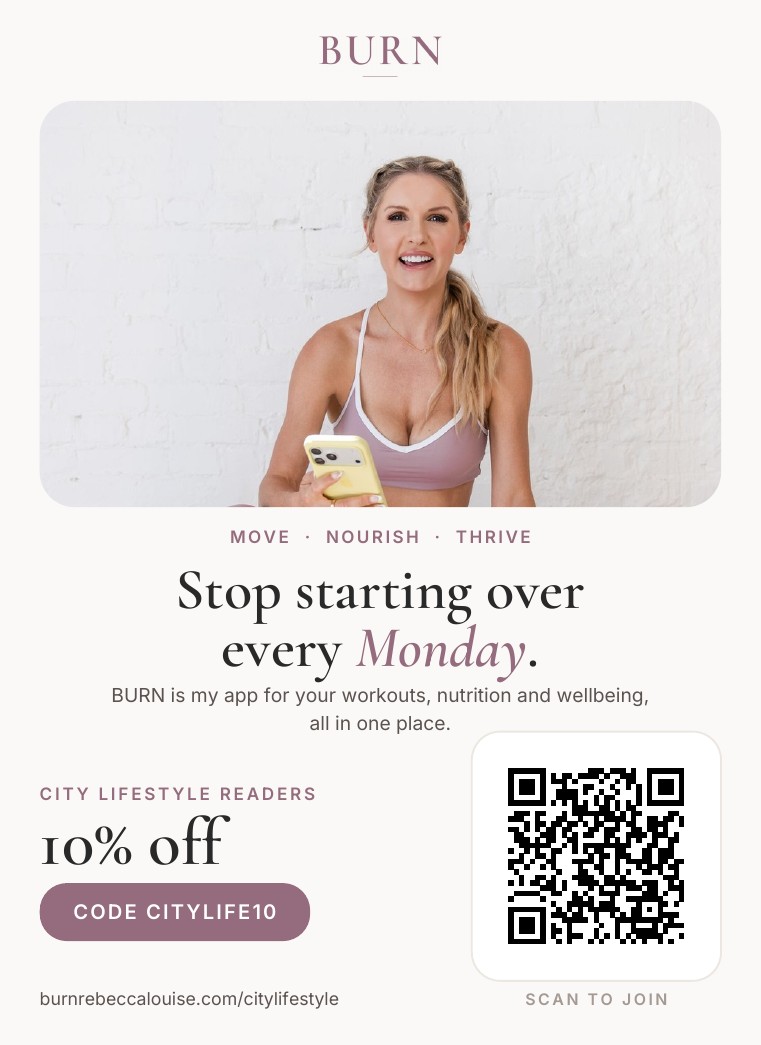 BURN
MOVE · NOURISH · THRIVE
Stop starting over
every Monday.
BURN is my app for your workouts, nutrition and wellbeing,
all in one place.
CITY LIFESTYLE READERS
10% off
CODE CITYLIFE10
burnrebeccalouise.com/citylifestyle
SCAN TO JOIN